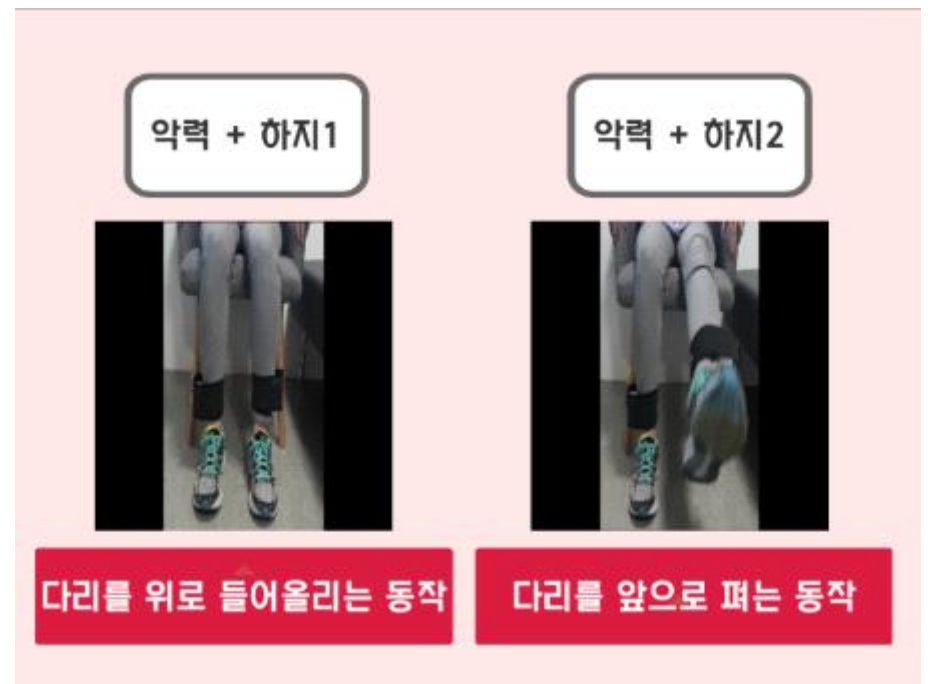 악력 + 하지1
악력 + 하지2
다리를 위로 들어올리는 동작
다리를 앞으로 펴는 동작